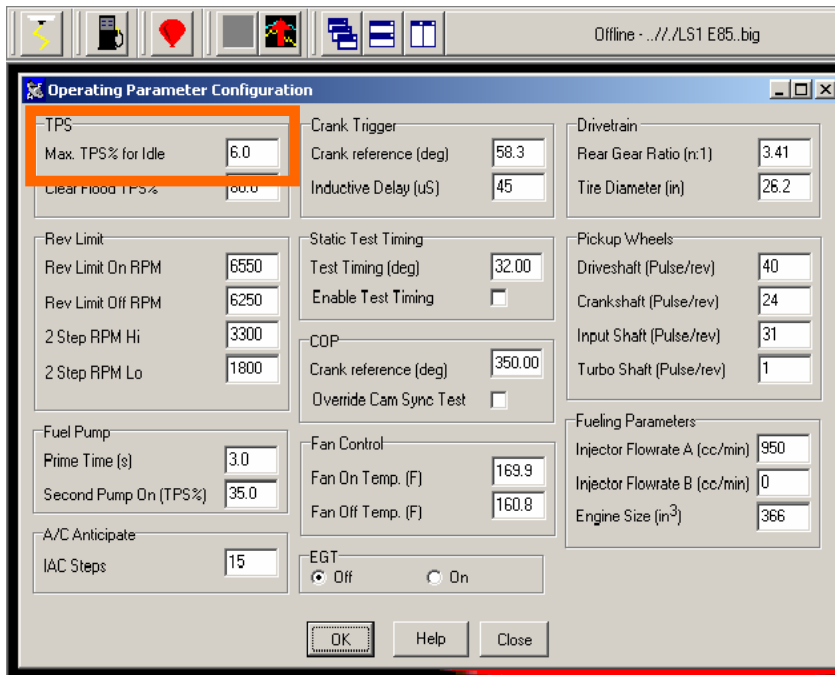 Offline - ..//./LS1 E85..big
Operating Parameter Configuration
TPS
Max. TPS% for Idle 6.0
Clear Flood TPS% 80.0
Rev Limit
Rev Limit On RPM 6550
Rev Limit Off RPM 6250
2 Step RPM Hi 3300
2 Step RPM Lo 1800
Fuel Pump
Prime Time (s) 3.0
Second Pump On (TPS%) 35.0
A/C Anticipate
IAC Steps 15
Crank Trigger
Crank reference (deg) 58.3
Inductive Delay (uS) 45
Static Test Timing
Test Timing (deg) 32.00
Enable Test Timing
COP
Crank reference (deg) 350.00
Override Cam Sync Test
Fan Control
Fan On Temp. (F) 169.9
Fan Off Temp. (F) 160.8
EGT
Off On
Drivetrain
Rear Gear Ratio (n:1) 3.41
Tire Diameter (in) 26.2
Pickup Wheels
Driveshaft (Pulse/rev) 40
Crankshaft (Pulse/rev) 24
Input Shaft (Pulse/rev) 31
Turbo Shaft (Pulse/rev) 1
Fueling Parameters
Injector Flowrate A (cc/min) 950
Injector Flowrate B (cc/min) 0
Engine Size (in3) 366
OK Help Close